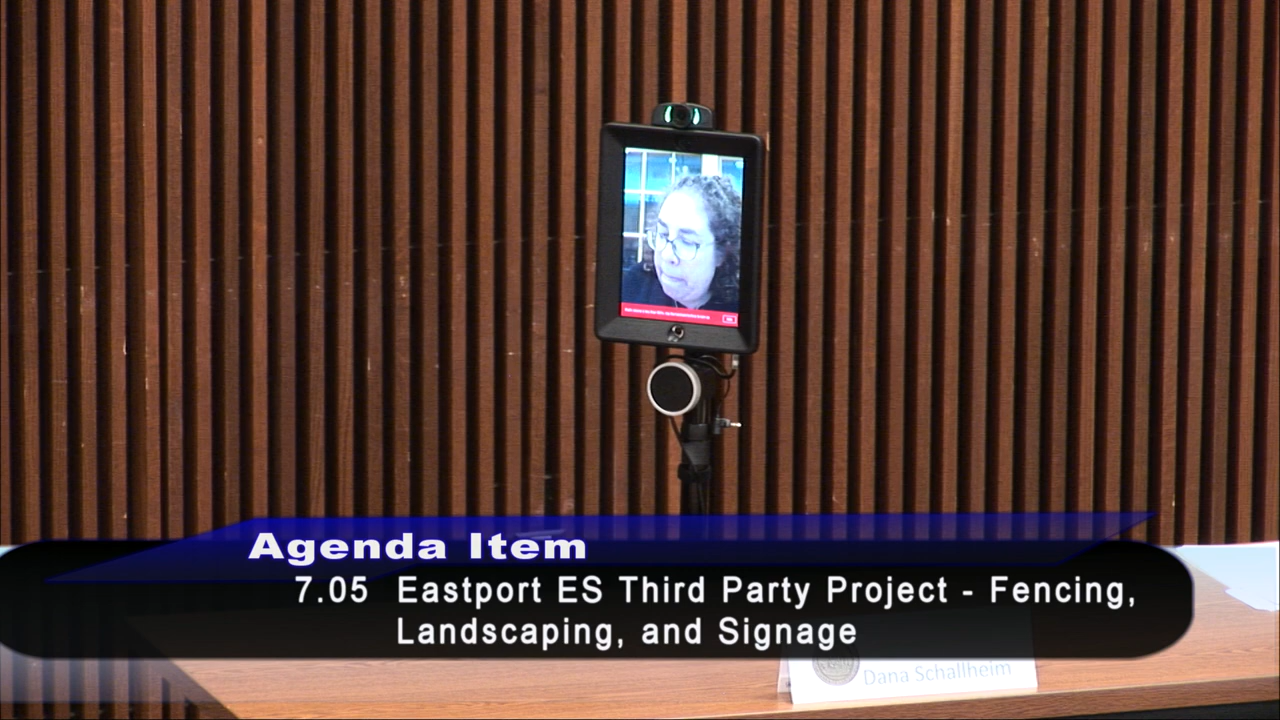 Agenda Item
7.05 Eastport ES Third Party Project - Fencing,
Landscaping, and Signage
Dana Schallheim